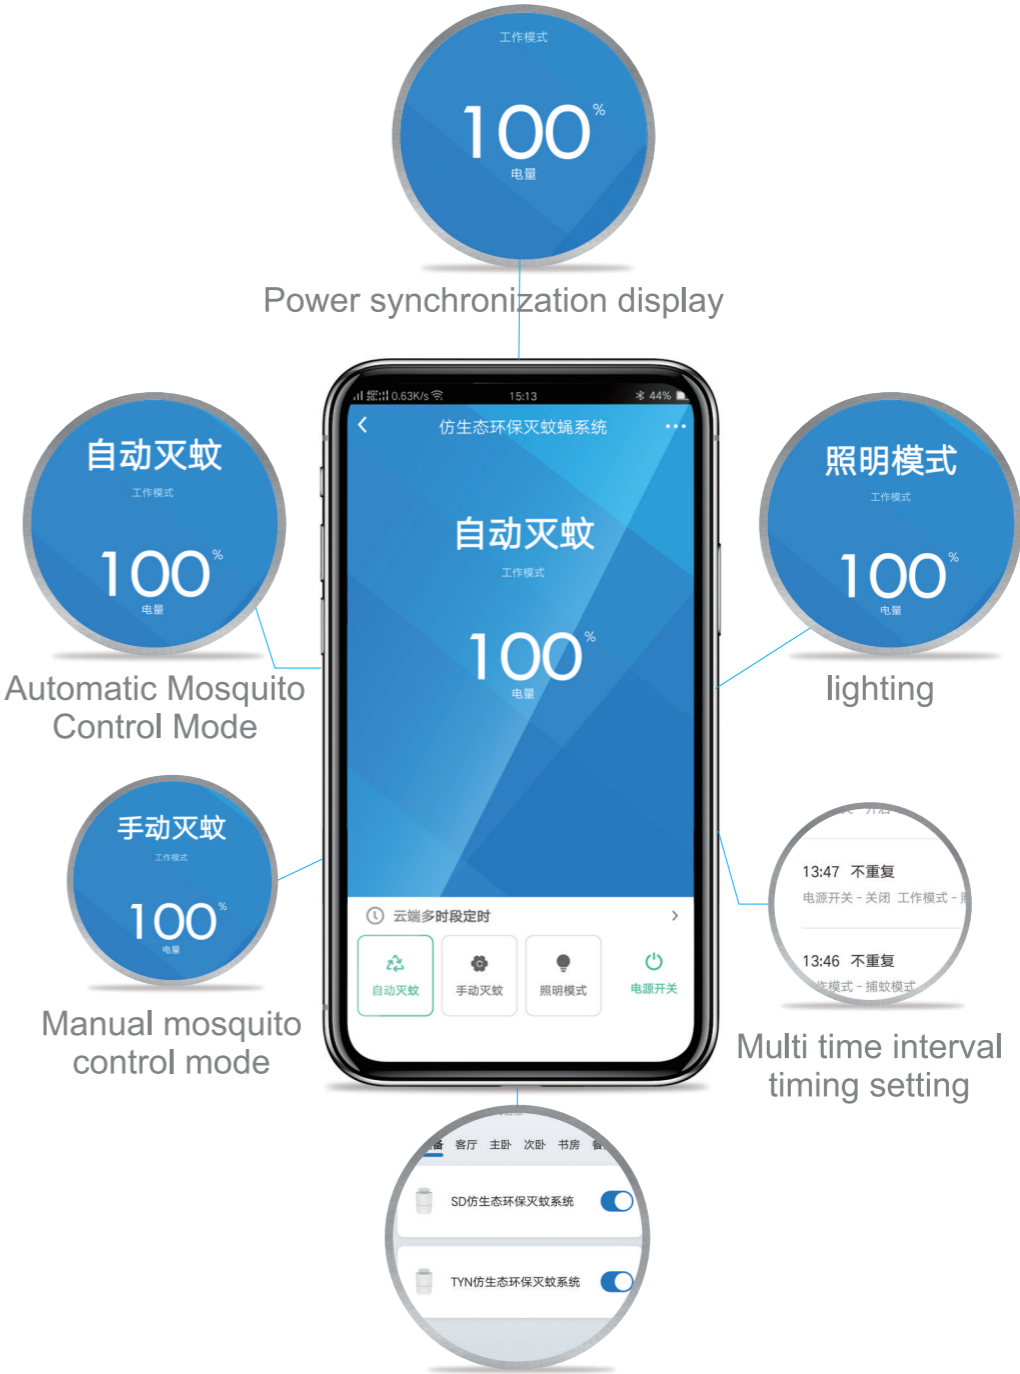 工作模式
100%
电量
Power synchronization display
0.63K/s 15:13 44%
仿生态环保灭蚊蝇系统
自动灭蚊
工作模式
100%
电量
自动灭蚊
工作模式
100%
电量
Automatic Mosquito
Control Mode
照明模式
工作模式
100%
电量
lighting
手动灭蚊
工作模式
100%
电量
Manual mosquito
control mode
云端多时段定时
自动灭蚊 手动灭蚊 照明模式 电源开关
13:47 不重复
电源开关 - 关闭 工作模式 -
13:46 不重复
作模式 - 捕蚊模式
Multi time interval
timing setting
备 客厅 主卧 次卧 书房
SD仿生态环保灭蚊系统
TYN仿生态环保灭蚊系统